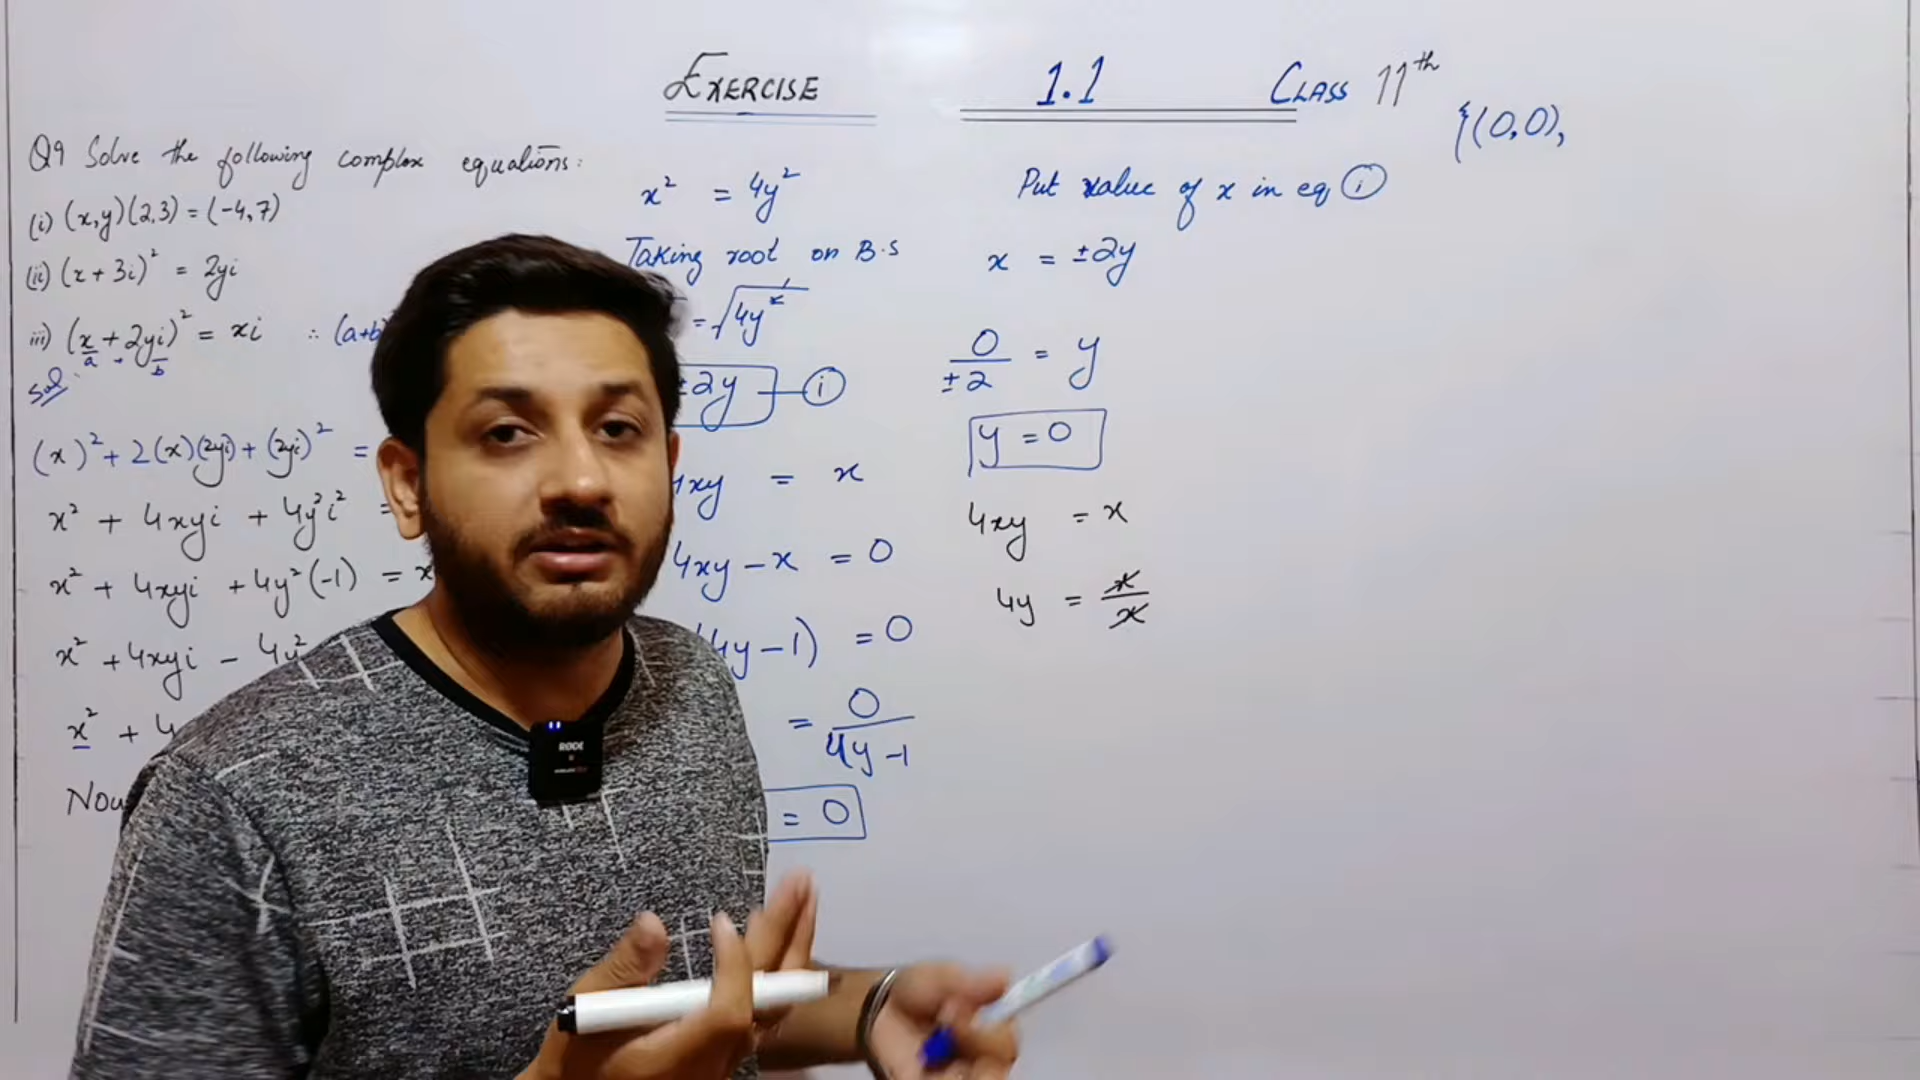 EXERCISE 1.1 CLASS 11th
Q9 Solve the following complex equations:
(i) (x,y)(2,3) = (-4,7)
(ii) (x + 3i)² = 2yi
iii) (x + 2yi)² = xi ∴ (a+b)
a + b
Sol:
(x)² + 2(x)(2yi) + (2yi)² =
x² + 4xyi + 4y²i² =
x² + 4xyi + 4y²(-1) = x
x² + 4xyi - 4y²
x² + 4
Now
x² = 4y²
Taking root on B.S
= √4y²
±2y — (i)
4xy = x
4xy - x = 0
(4y - 1) = 0
= 0/(4y - 1)
= 0
Put value of x in eq (i)
x = ±2y
0/±2 = y
y = 0
4xy = x
4y = x/x
{(0,0),
RØDE